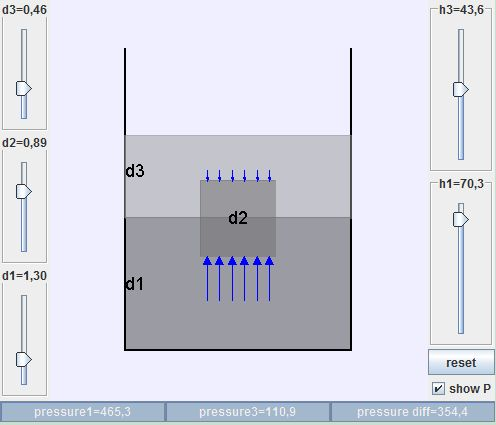 d3=0,46
h3=43,6
d2=0,89
d3
h1=70,3
d2
d1=1,30
d1
reset
show P
pressure1=465,3
pressure3=110,9
pressure diff=354,4